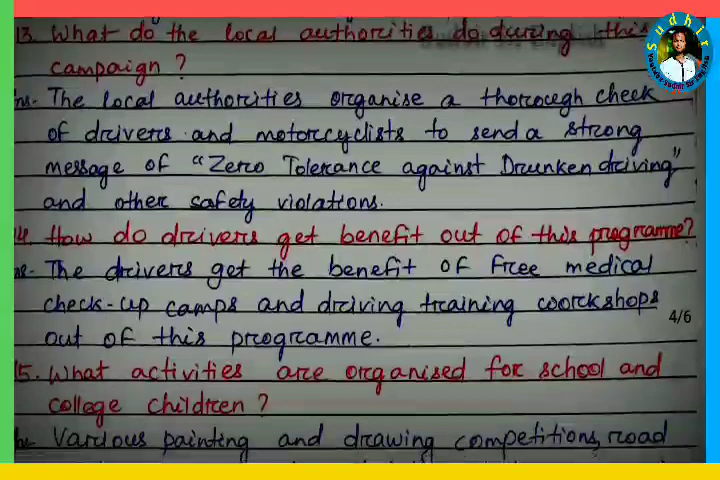 13. What do the local authorities do during this
campaign?
Ans- The local authorities organise a thorough check
of drivers and motorcyclists to send a strong
message of "Zero Tolerance against Drunken driving"
and other safety violations.
14. How do drivers get benefit out of this programme?
Ans- The drivers get the benefit of free medical
check-up camps and driving training workshops
4/6
out of this programme.
15. What activities are organised for school and
college children?
Various painting and drawing competitions, road
Sudhir